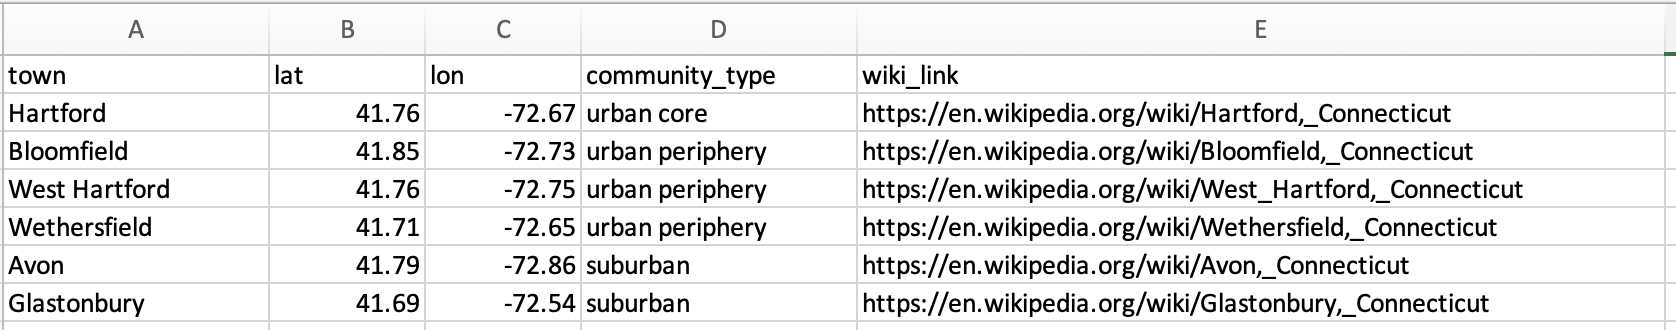 A B C D E
town lat lon community_type wiki_link
Hartford 41.76 -72.67 urban core https://en.wikipedia.org/wiki/Hartford,_Connecticut
Bloomfield 41.85 -72.73 urban periphery https://en.wikipedia.org/wiki/Bloomfield,_Connecticut
West Hartford 41.76 -72.75 urban periphery https://en.wikipedia.org/wiki/West_Hartford,_Connecticut
Wethersfield 41.71 -72.65 urban periphery https://en.wikipedia.org/wiki/Wethersfield,_Connecticut
Avon 41.79 -72.86 suburban https://en.wikipedia.org/wiki/Avon,_Connecticut
Glastonbury 41.69 -72.54 suburban https://en.wikipedia.org/wiki/Glastonbury,_Connecticut